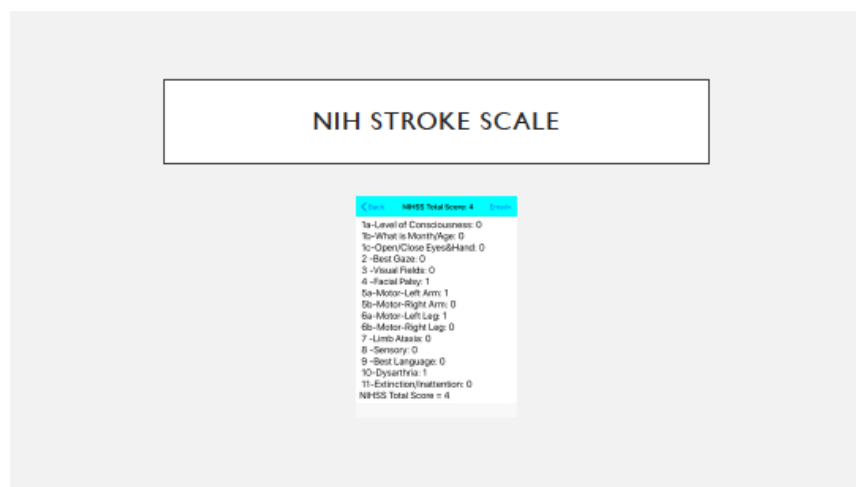 NIH STROKE SCALE
Back NIHSS Total Score: 4 Email
1a-Level of Consciousness: 0
1b-What is Month/Age: 0
1c-Open/Close Eyes&Hand: 0
2 -Best Gaze: 0
3 -Visual Fields: 0
4 -Facial Palsy: 1
5a-Motor-Left Arm: 1
5b-Motor-Right Arm: 0
6a-Motor-Left Leg: 1
6b-Motor-Right Leg: 0
7 -Limb Ataxia: 0
8 -Sensory: 0
9 -Best Language: 0
10-Dysarthria: 1
11-Extinction/Inattention: 0
NIHSS Total Score = 4